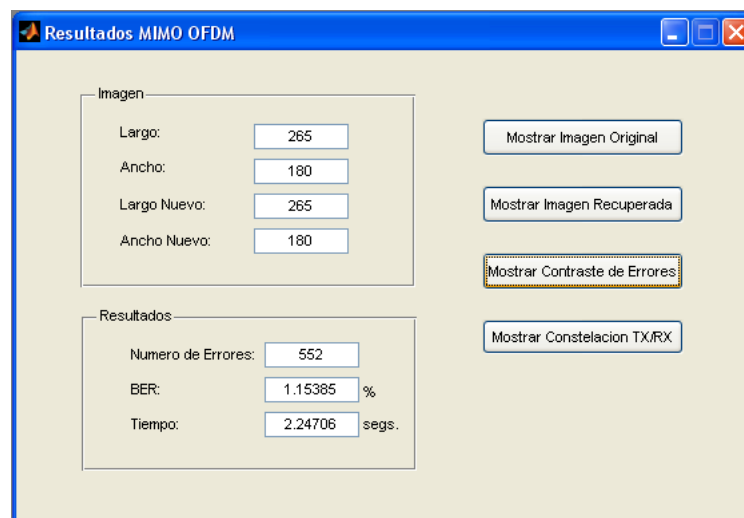 Resultados MIMO OFDM
Imagen
Largo: 265
Ancho: 180
Largo Nuevo: 265
Ancho Nuevo: 180
Resultados
Numero de Errores: 552
BER: 1.15385 %
Tiempo: 2.24706 segs.
Mostrar Imagen Original
Mostrar Imagen Recuperada
Mostrar Contraste de Errores
Mostrar Constelacion TX/RX